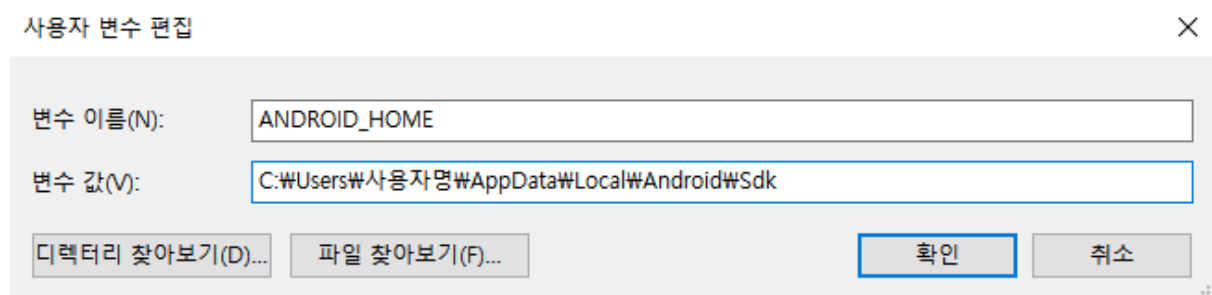 사용자 변수 편집
변수 이름(N): ANDROID_HOME
변수 값(V): C:₩Users₩사용자명₩AppData₩Local₩Android₩Sdk
디렉터리 찾아보기(D)... 파일 찾아보기(F)... 확인 취소